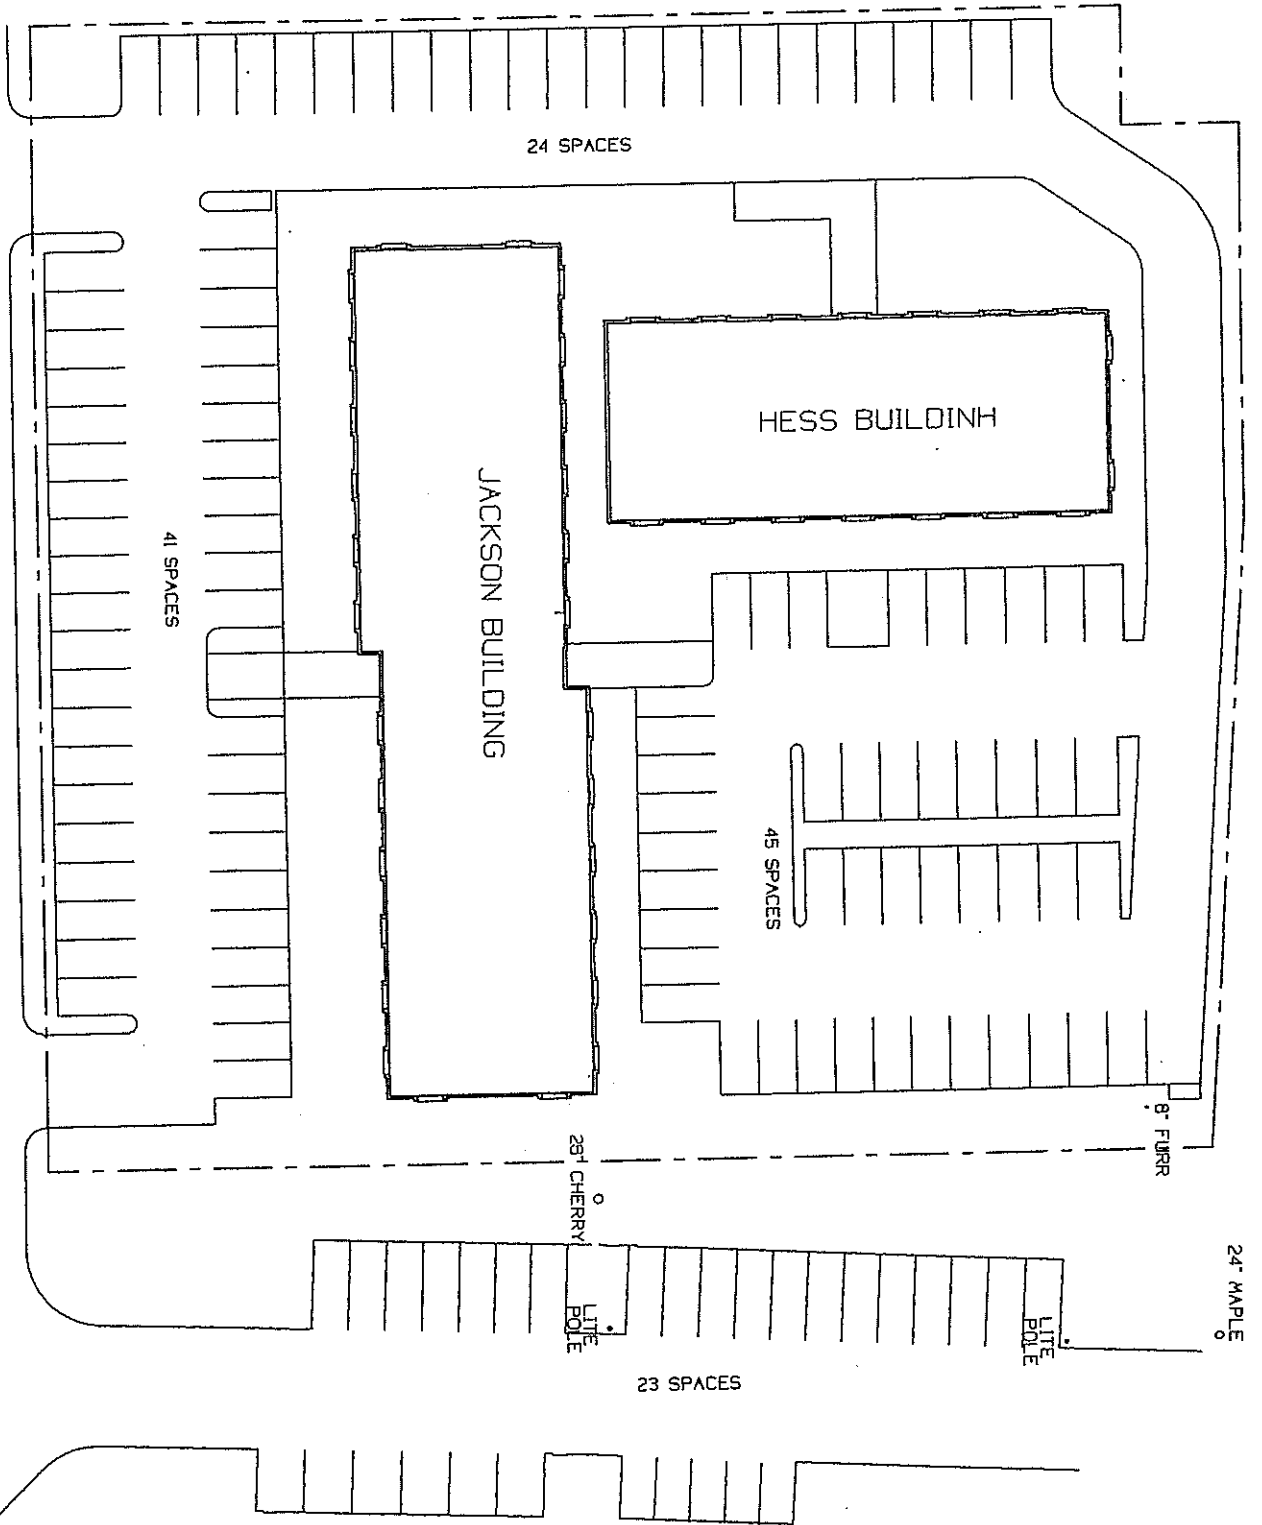 24 SPACES
HESS BUILDINH
JACKSON BUILDING
41 SPACES
45 SPACES
8" FURR
28" CHERRY
24" MAPLE
LITE
POLE
LITE
POLE
23 SPACES